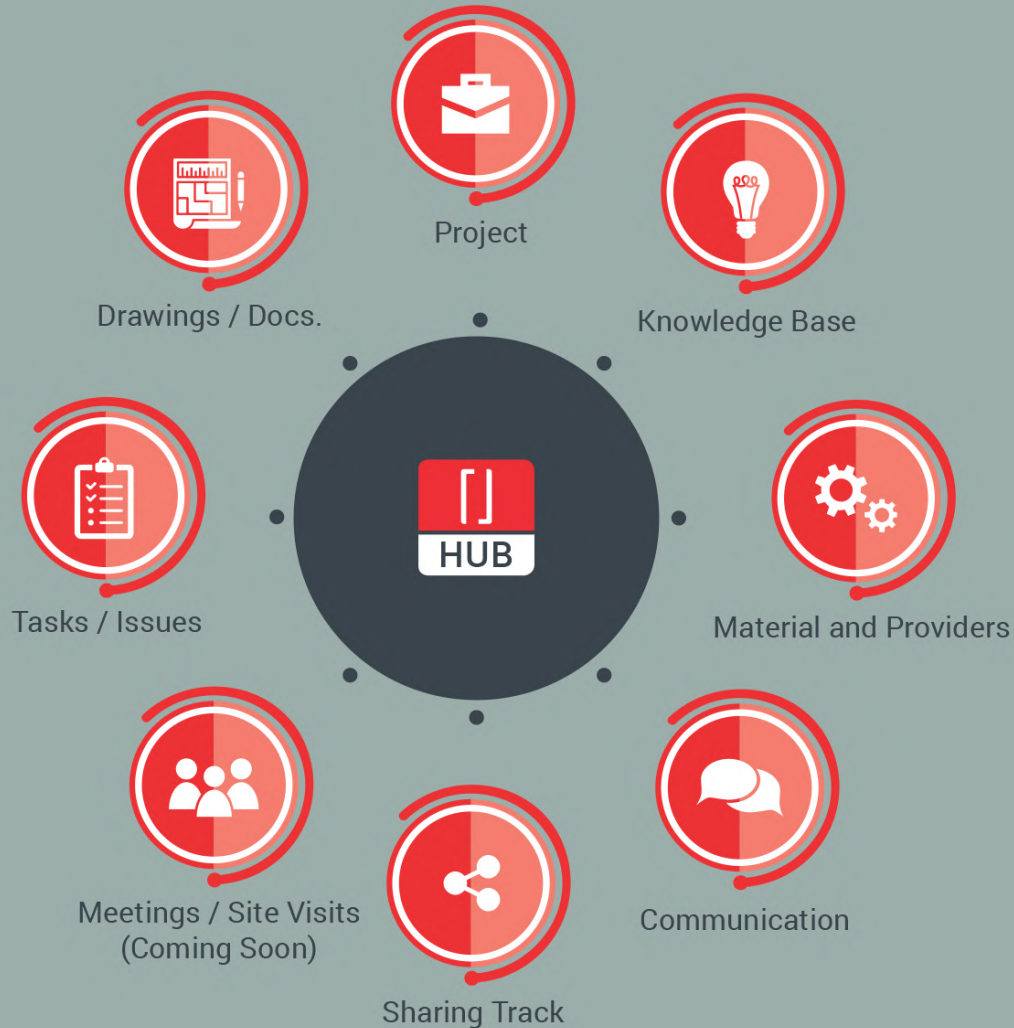 Project
Drawings / Docs.
Knowledge Base
HUB
Tasks / Issues
Material and Providers
Meetings / Site Visits
(Coming Soon)
Communication
Sharing Track